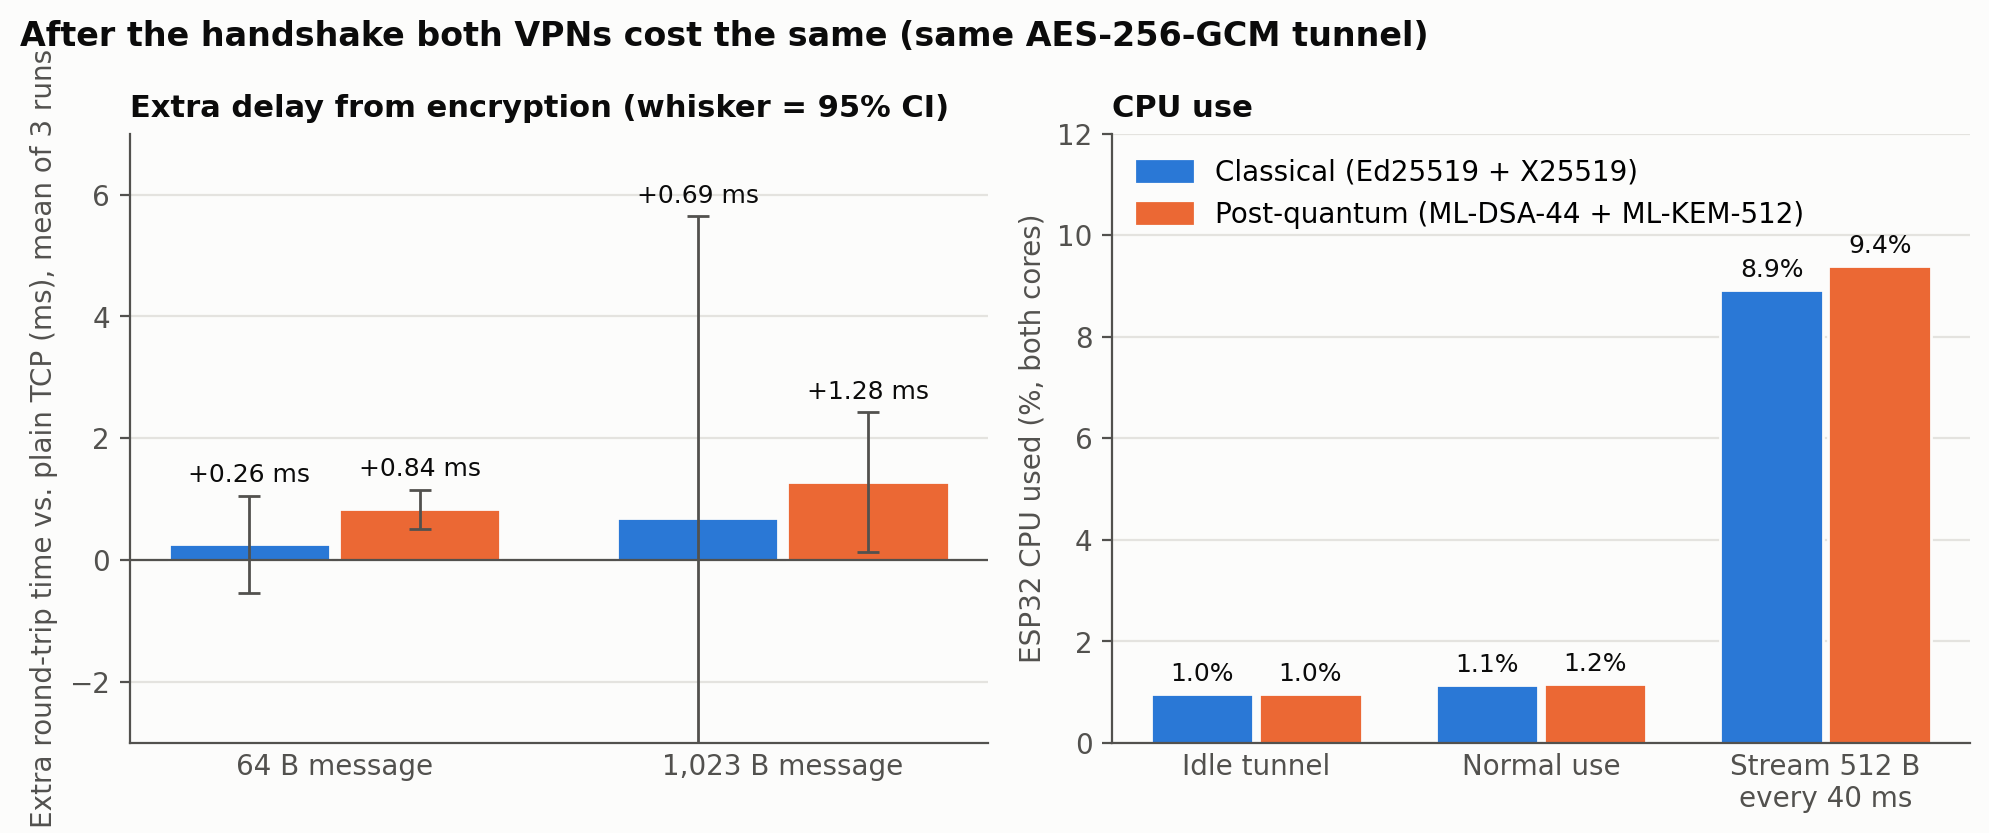 After the handshake both VPNs cost the same (same AES-256-GCM tunnel)
Extra delay from encryption (whisker = 95% CI)
Extra round-trip time vs. plain TCP (ms), mean of 3 runs
6
4
2
0
−2
+0.26 ms
+0.84 ms
+0.69 ms
+1.28 ms
64 B message
1,023 B message
CPU use
ESP32 CPU used (%, both cores)
12
10
8
6
4
2
0
Classical (Ed25519 + X25519)
Post-quantum (ML-DSA-44 + ML-KEM-512)
1.0%
1.0%
1.1%
1.2%
8.9%
9.4%
Idle tunnel
Normal use
Stream 512 B
every 40 ms